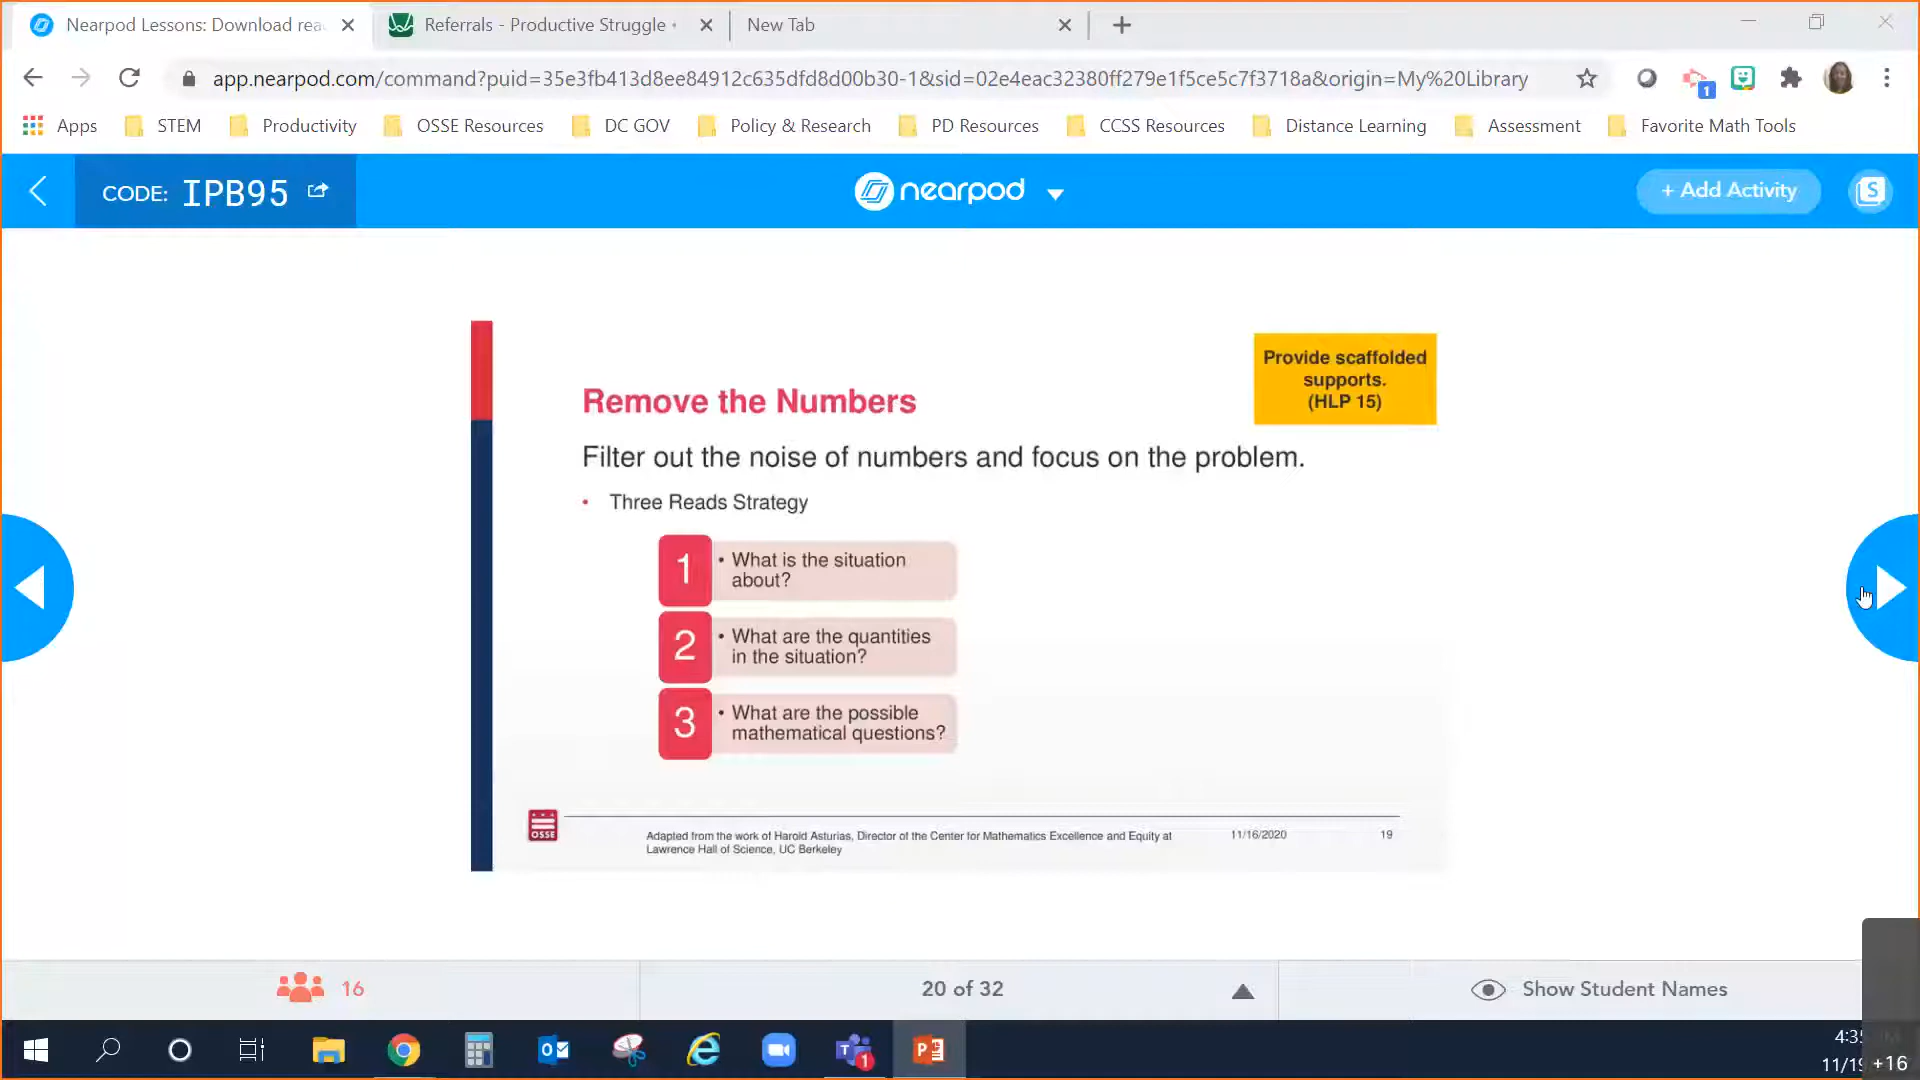 Nearpod Lessons: Download rea
Referrals - Productive Struggle
New Tab
app.nearpod.com/command?puid=35e3fb413d8ee84912c635dfd8d00b30-1&sid=02e4eac32380ff279e1f5ce5c7f3718a&origin=My%20Library
1
Apps STEM Productivity OSSE Resources DC GOV Policy & Research PD Resources CCSS Resources Distance Learning Assessment Favorite Math Tools
CODE: IPB95
nearpod
+ Add Activity
S
Provide scaffolded
supports.
(HLP 15)
Remove the Numbers
Filter out the noise of numbers and focus on the problem.
• Three Reads Strategy
1
• What is the situation
about?
2
• What are the quantities
in the situation?
3
• What are the possible
mathematical questions?
OSSE
Adapted from the work of Harold Asturias, Director of the Center for Mathematics Excellence and Equity at
Lawrence Hall of Science, UC Berkeley
11/16/2020
19
16
20 of 32
Show Student Names
4:35
11/19
+16